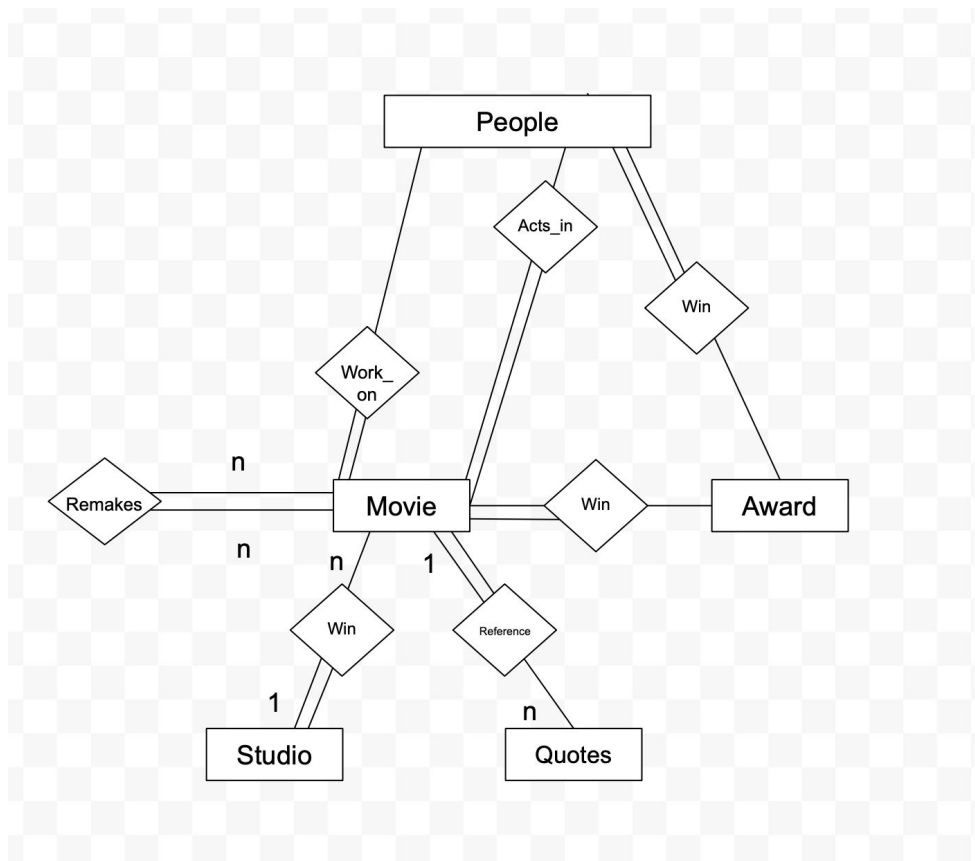 People
Acts_in
Win
Work_
on
n
Remakes
Movie
Win
Award
n
n
1
Win
Reference
1
n
Studio
Quotes